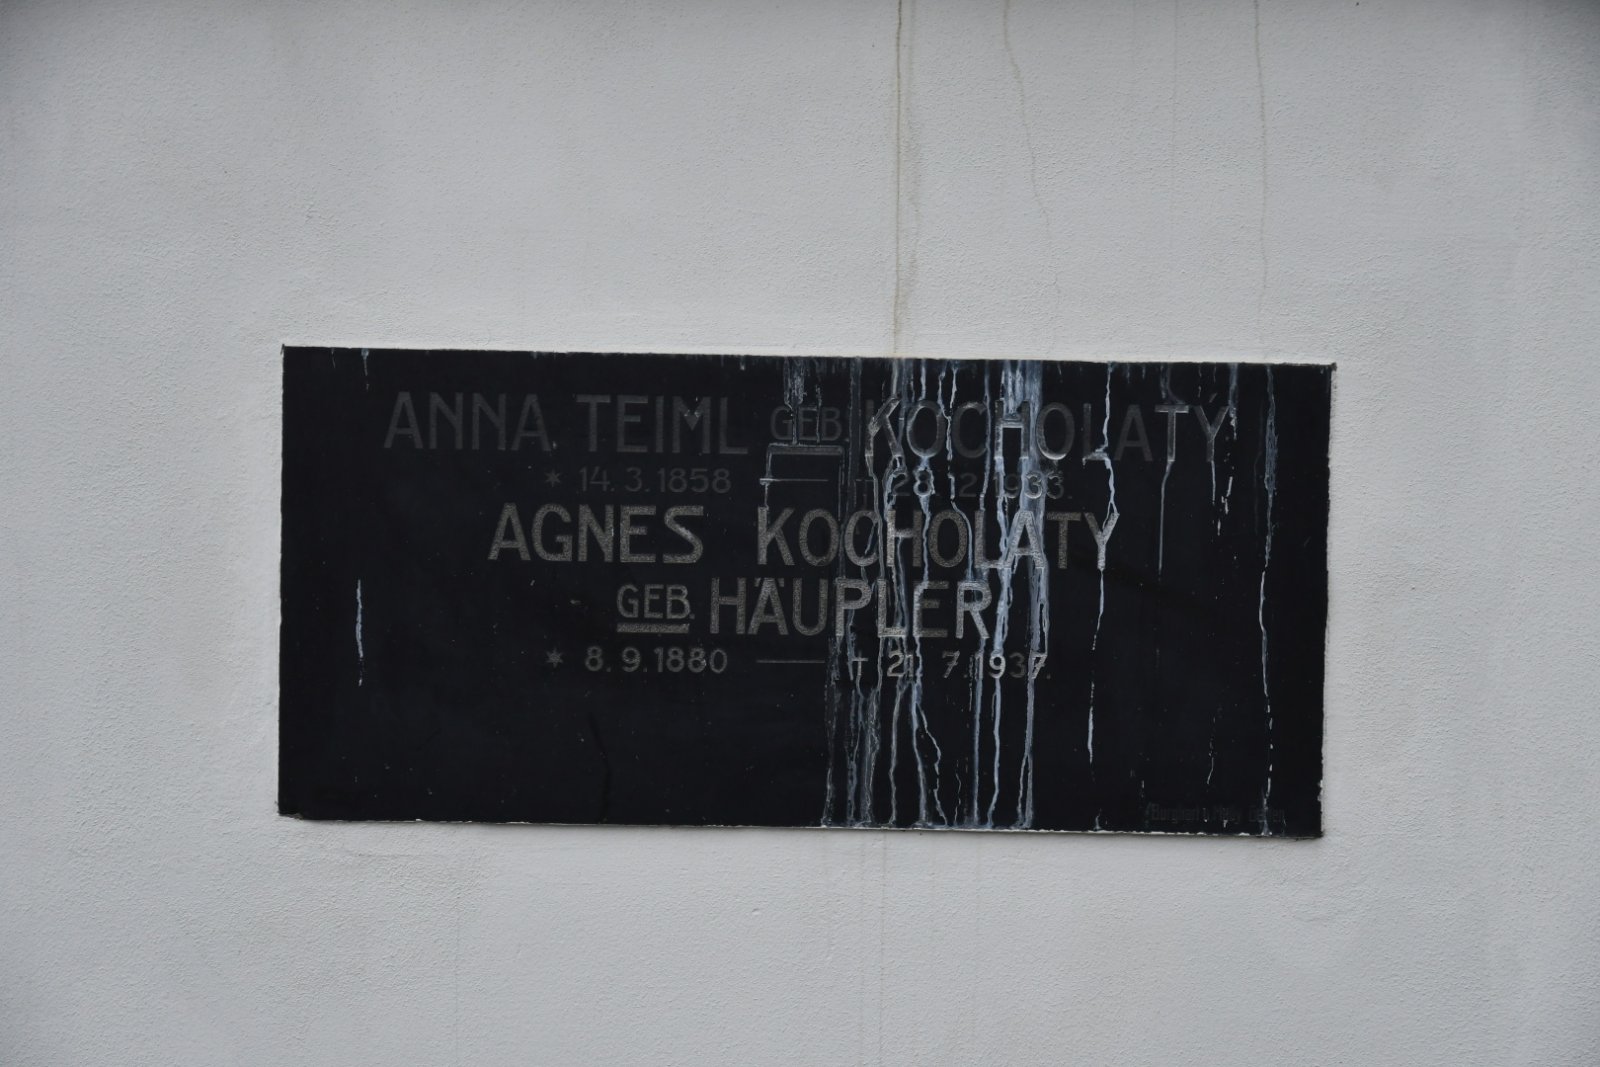 ANNA TEIML GEB. KOCHOLATY
* 14.3.1858 — † 28.12.1933.
AGNES KOCHOLATY
GEB. HÄUPLER
* 8.9.1880 — † 21.7.1937.